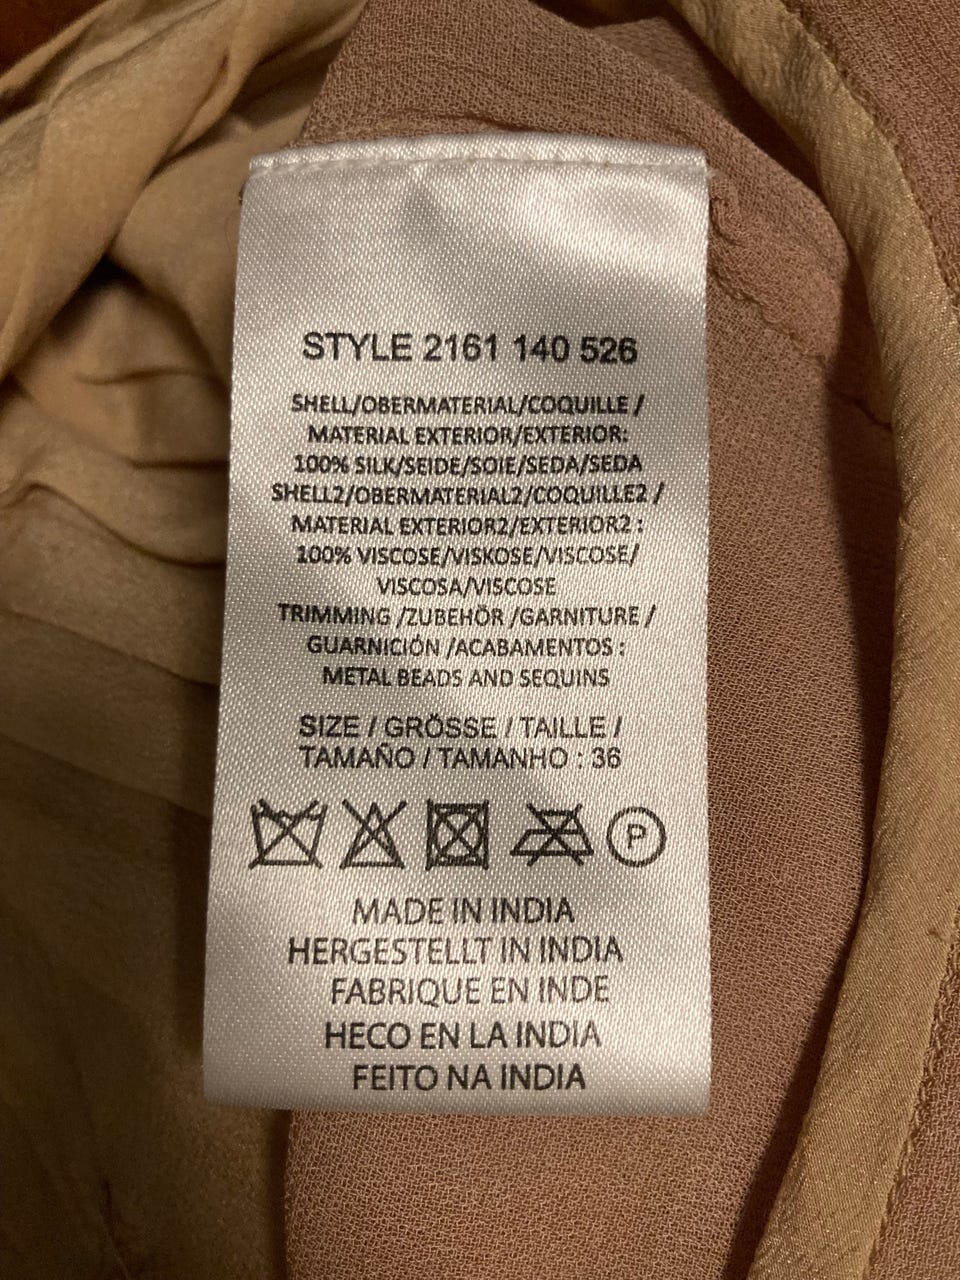 STYLE 2161 140 526
SHELL/OBERMATERIAL/COQUILLE /
MATERIAL EXTERIOR/EXTERIOR:
100% SILK/SEIDE/SOIE/SEDA/SEDA
SHELL2/OBERMATERIAL2/COQUILLE2 /
MATERIAL EXTERIOR2/EXTERIOR2 :
100% VISCOSE/VISKOSE/VISCOSE/
VISCOSA/VISCOSE
TRIMMING /ZUBEHÖR /GARNITURE /
GUARNICIÓN /ACABAMENTOS :
METAL BEADS AND SEQUINS
SIZE / GRÖSSE / TAILLE /
TAMAÑO / TAMANHO : 36
P
MADE IN INDIA
HERGESTELLT IN INDIA
FABRIQUE EN INDE
HECO EN LA INDIA
FEITO NA INDIA